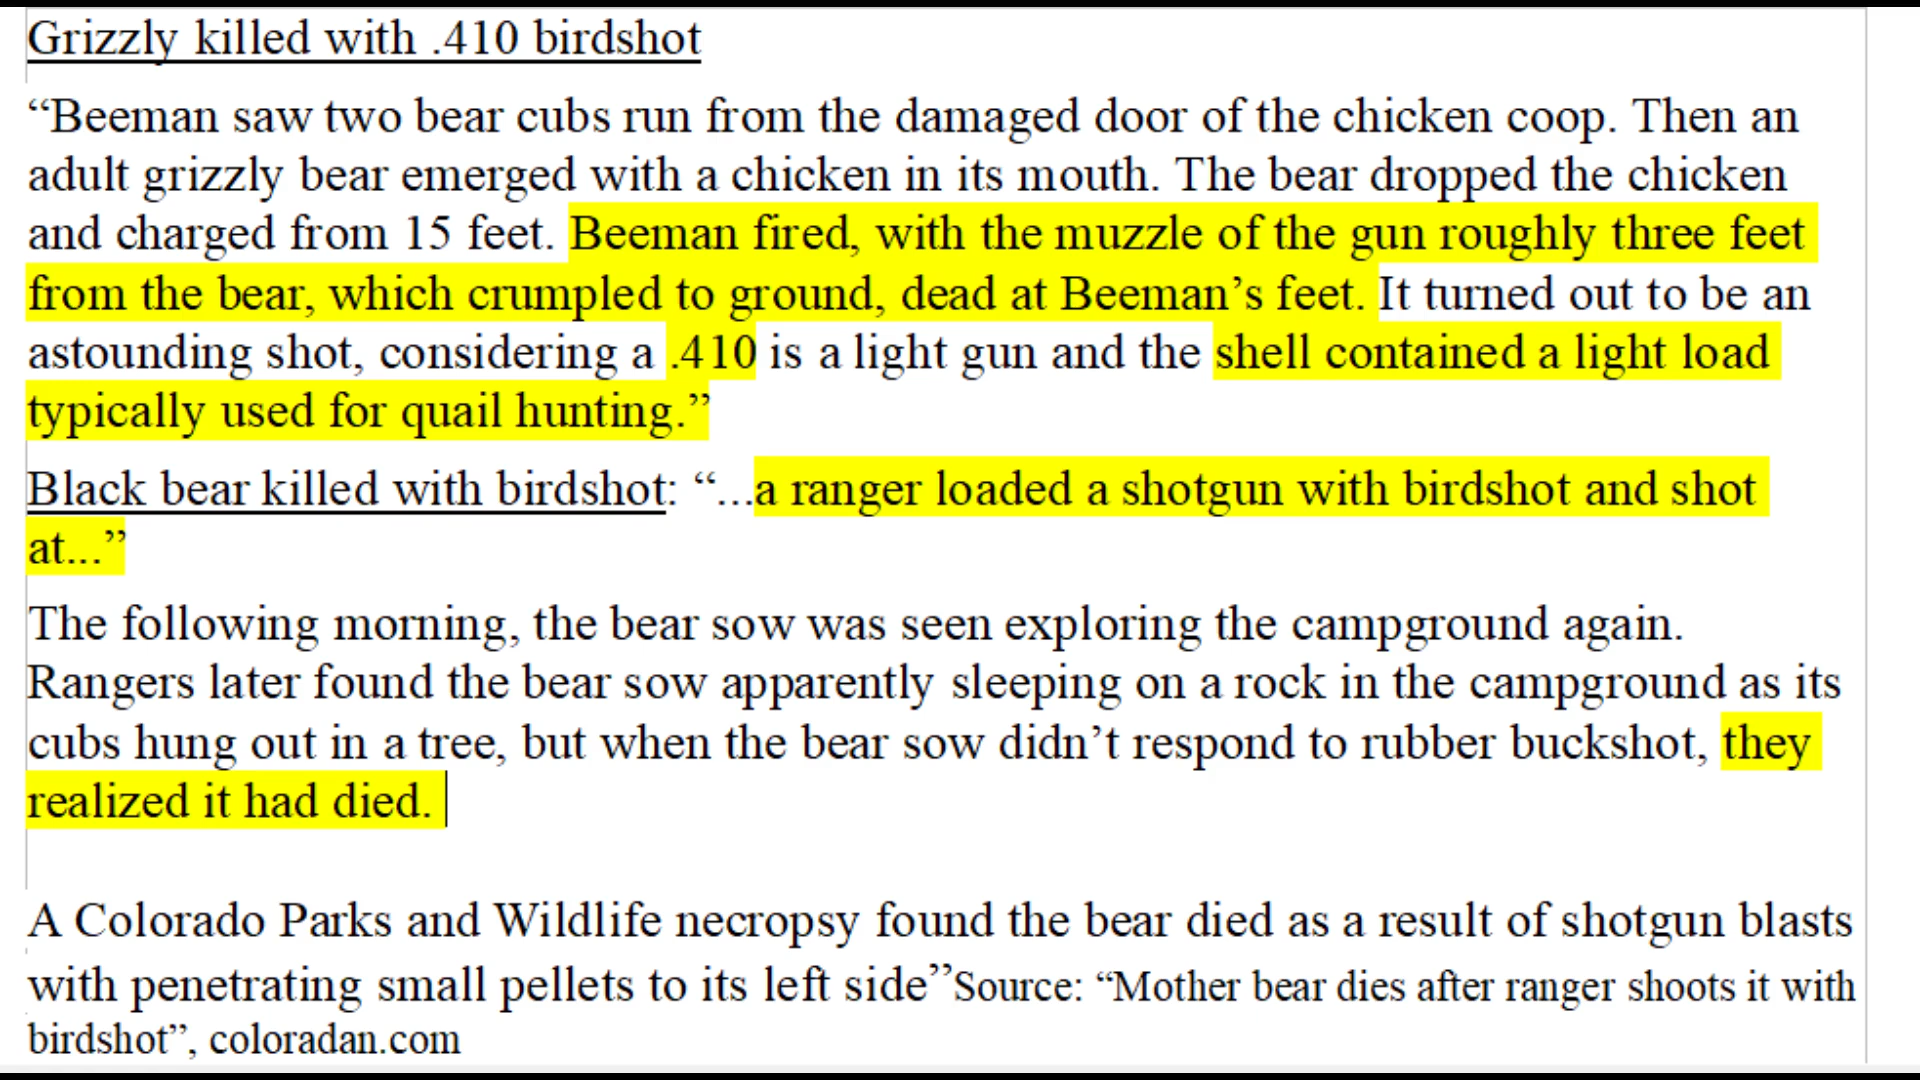 Grizzly killed with .410 birdshot
“Beeman saw two bear cubs run from the damaged door of the chicken coop. Then an
adult grizzly bear emerged with a chicken in its mouth. The bear dropped the chicken
and charged from 15 feet. Beeman fired, with the muzzle of the gun roughly three feet
from the bear, which crumpled to ground, dead at Beeman’s feet. It turned out to be an
astounding shot, considering a .410 is a light gun and the shell contained a light load
typically used for quail hunting.”
Black bear killed with birdshot: “...a ranger loaded a shotgun with birdshot and shot
at...”
The following morning, the bear sow was seen exploring the campground again.
Rangers later found the bear sow apparently sleeping on a rock in the campground as its
cubs hung out in a tree, but when the bear sow didn’t respond to rubber buckshot, they
realized it had died.
A Colorado Parks and Wildlife necropsy found the bear died as a result of shotgun blasts
with penetrating small pellets to its left side”Source: “Mother bear dies after ranger shoots it with
birdshot”, coloradan.com